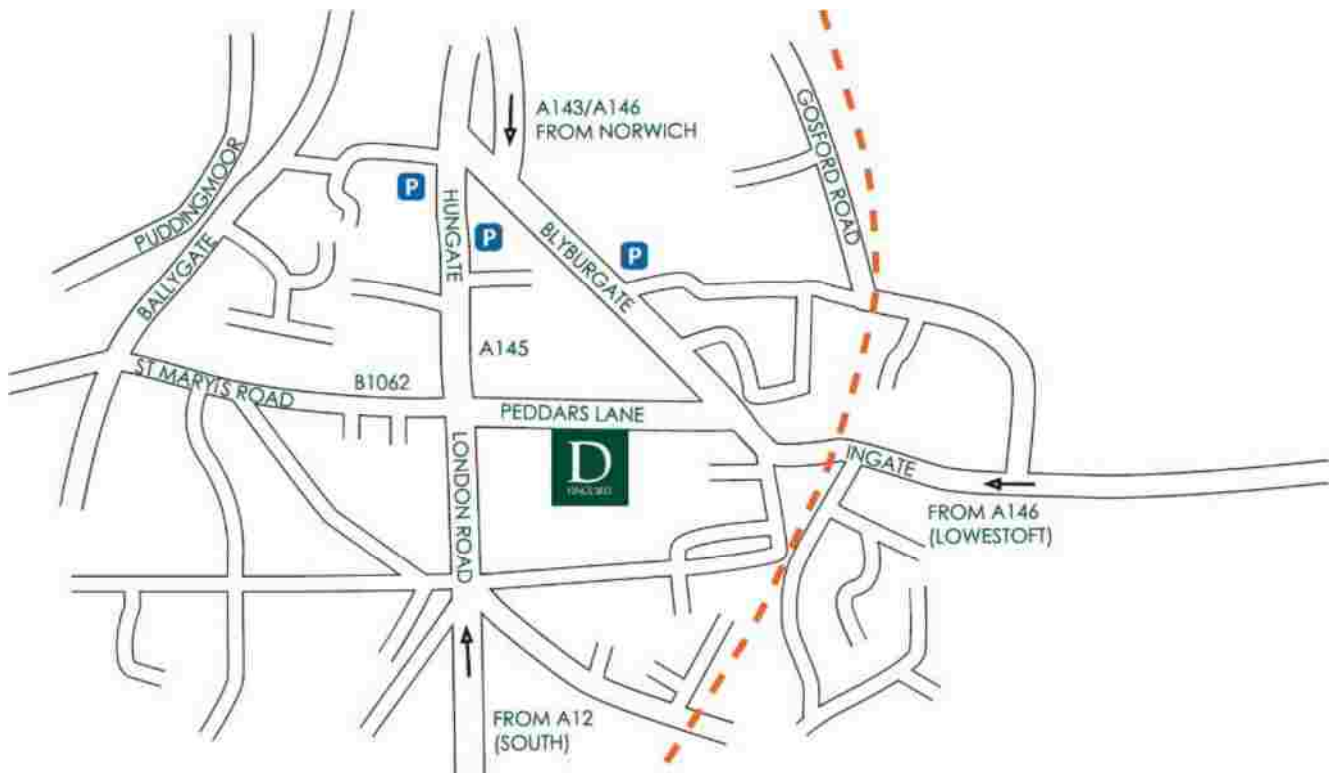 A143/A146
FROM NORWICH
GOSFORD ROAD
P
PUDDINGMOOR
HUNGATE
P
P
BLYBURGATE
BALLYGATE
A145
ST MARY'S ROAD
B1062
PEDDARS LANE
D
LONDON ROAD
INGATE
FROM A146
(LOWESTOFT)
FROM A12
(SOUTH)